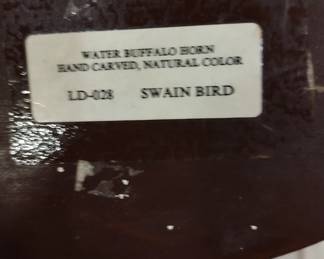 WATER BUFFALO HORN
HAND CARVED, NATURAL COLOR
LD-028 SWAIN BIRD